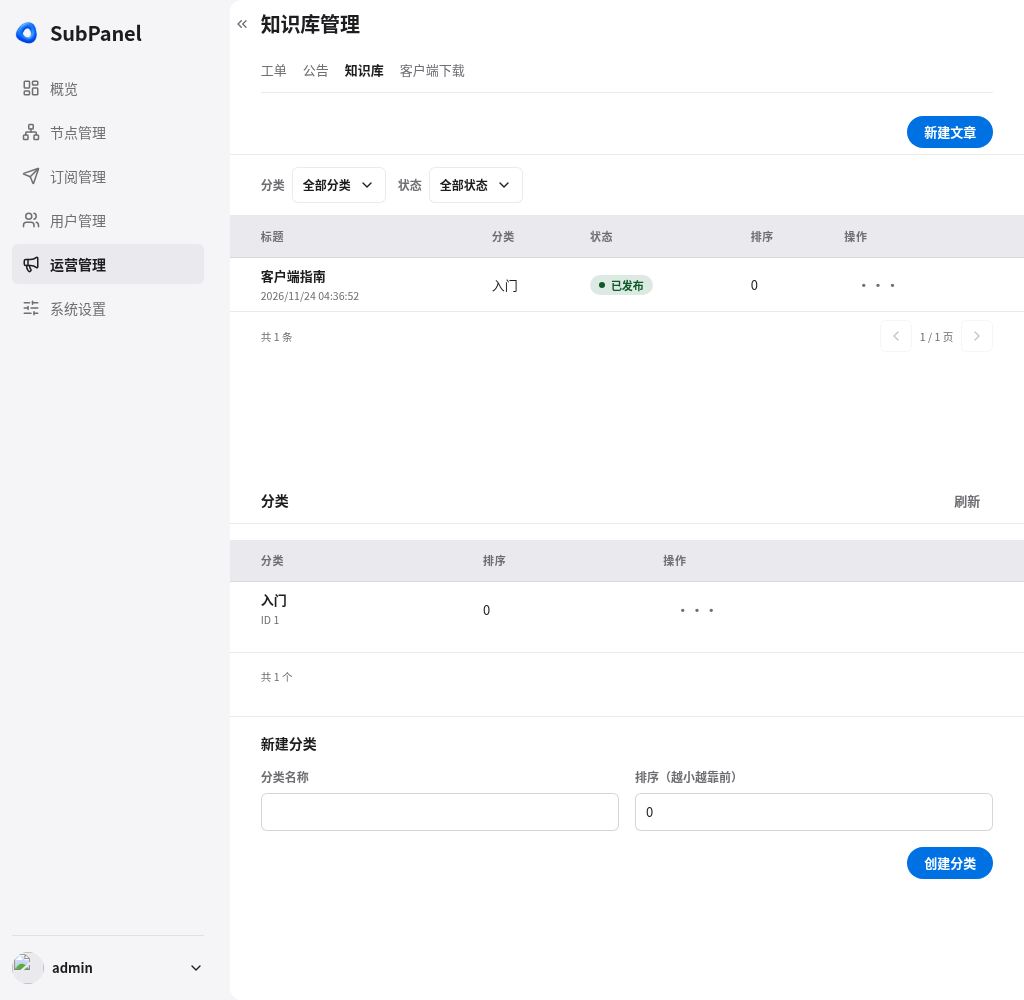 SubPanel
概览
节点管理
订阅管理
用户管理
运营管理
系统设置
admin
知识库管理
工单 公告 知识库 客户端下载
新建文章
分类 全部分类 状态 全部状态
标题 分类 状态 排序 操作
客户端指南
2026/11/24 04:36:52
入门 已发布 0
共 1 条
1 / 1 页
分类 刷新
分类 排序 操作
入门
ID 1
0
共 1 个
新建分类
分类名称 排序（越小越靠前）
0
创建分类